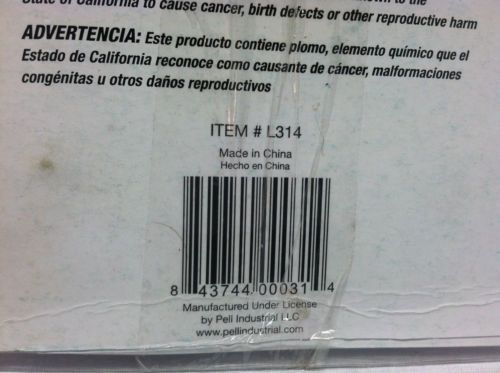 State of California to cause cancer, birth defects or other reproductive harm
ADVERTENCIA: Este producto contiene plomo, elemento químico que el
Estado de California reconoce como causante de cáncer, malformaciones
congénitas u otros daños reproductivos
ITEM # L314
Made in China
Hecho en China
8 43744 00031 4
Manufactured Under License
by Peli Industrial LLC
www.pellindustrial.com